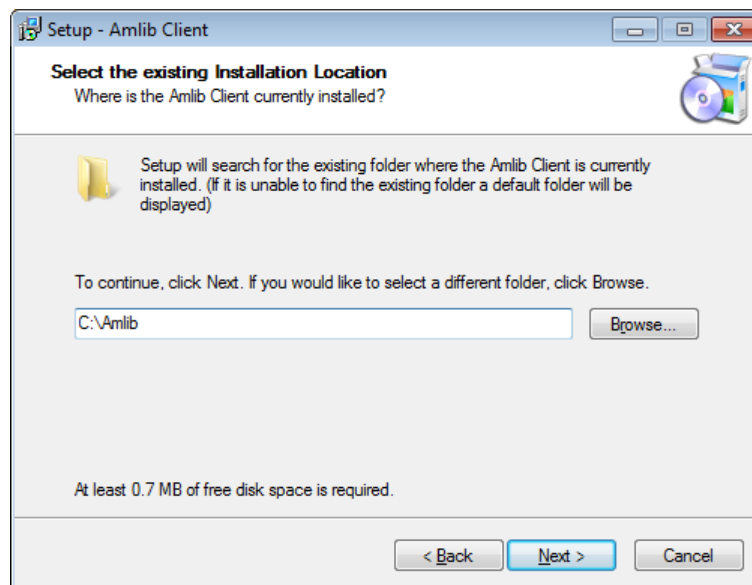 Setup - Amlib Client
Select the existing Installation Location
Where is the Amlib Client currently installed?
Setup will search for the existing folder where the Amlib Client is currently
installed. (If it is unable to find the existing folder a default folder will be
displayed)
To continue, click Next. If you would like to select a different folder, click Browse.
C:\Amlib
Browse...
At least 0.7 MB of free disk space is required.
< Back
Next >
Cancel